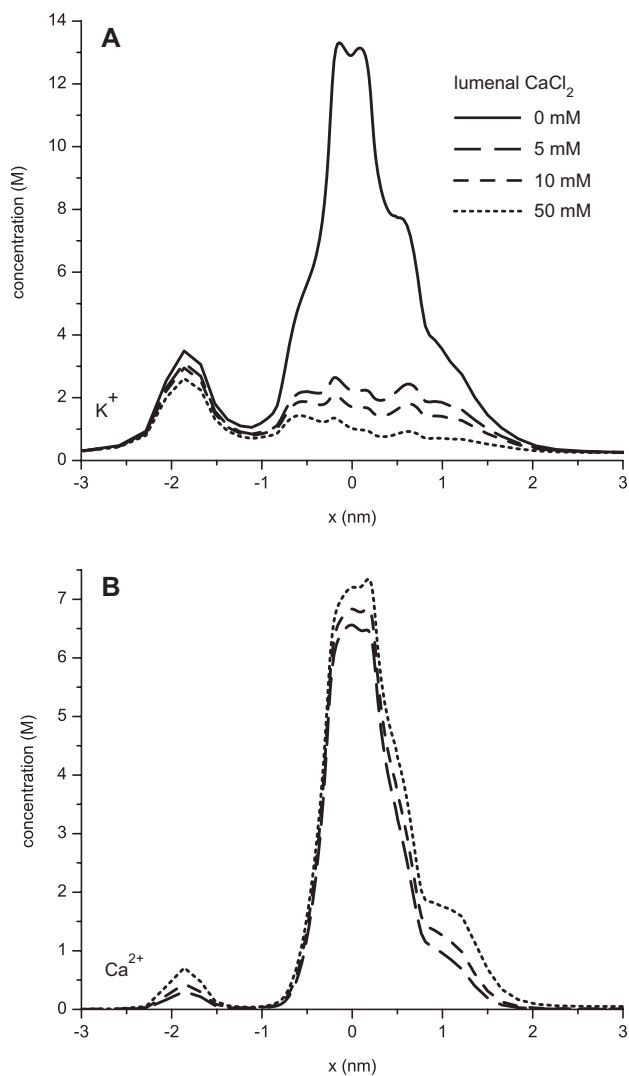 A
14
12
10
8
6
4
2
0
concentration (M)
lumenal CaCl2
0 mM
5 mM
10 mM
50 mM
K+
-3 -2 -1 0 1 2 3
x (nm)
B
7
6
5
4
3
2
1
0
concentration (M)
Ca2+
-3 -2 -1 0 1 2 3
x (nm)